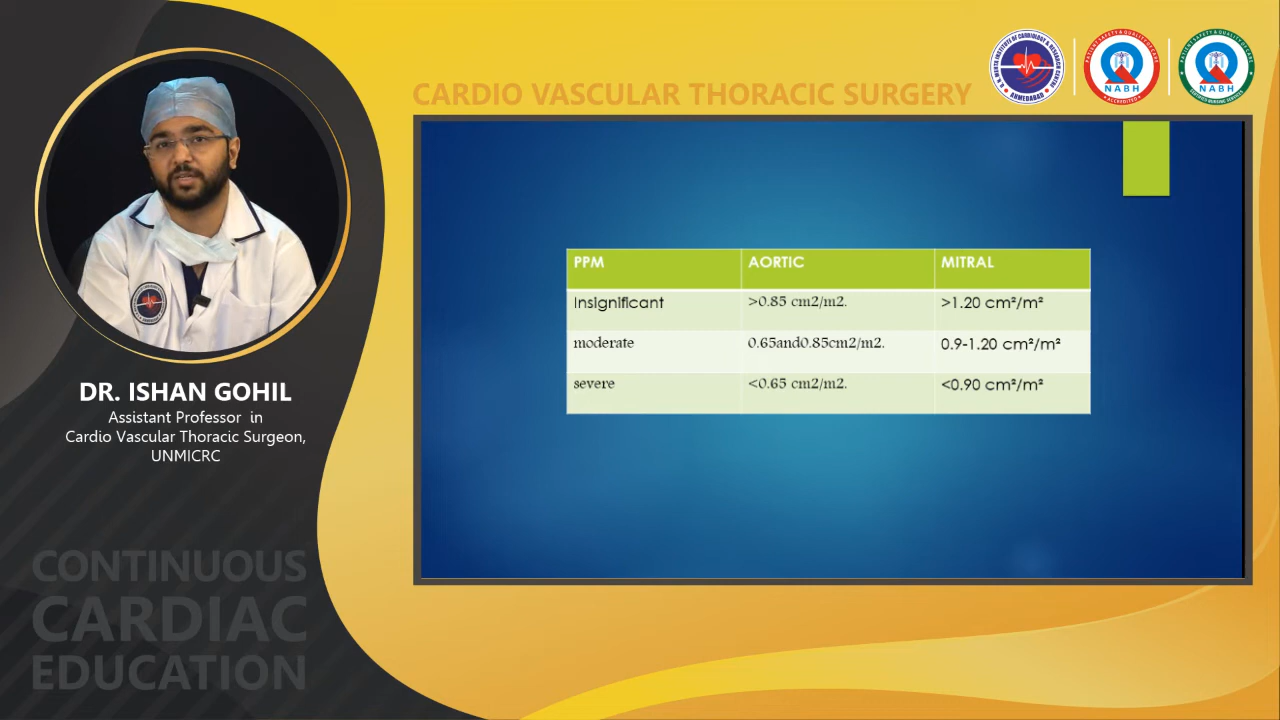 CARDIO VASCULAR THORACIC SURGERY
NABH
NABH
PPM AORTIC MITRAL
Insignificant >0.85 cm2/m2. >1.20 cm²/m²
moderate 0.65and0.85cm2/m2. 0.9-1.20 cm²/m²
severe <0.65 cm2/m2. <0.90 cm²/m²
DR. ISHAN GOHIL
Assistant Professor in
Cardio Vascular Thoracic Surgeon,
UNMICRC
CONTINUOUS
CARDIAC
EDUCATION